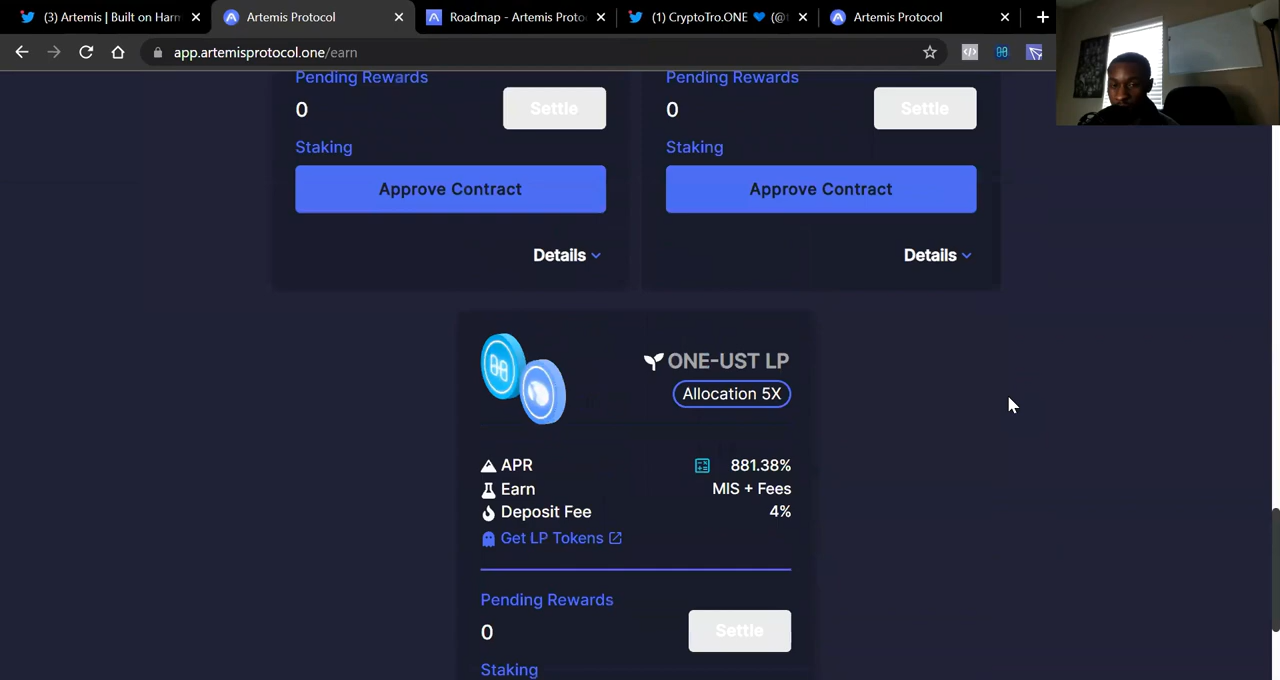 (3) Artemis | Built on Harm
Artemis Protocol
Roadmap - Artemis Proto
(1) CryptoTro.ONE 💙 (@t
Artemis Protocol
app.artemisprotocol.one/earn
Pending Rewards
Pending Rewards
0
Settle
0
Settle
Staking
Staking
Approve Contract
Approve Contract
Details
Details
ONE-UST LP
Allocation 5X
APR
881.38%
Earn
MIS + Fees
Deposit Fee
4%
Get LP Tokens
Pending Rewards
0
Settle
Staking